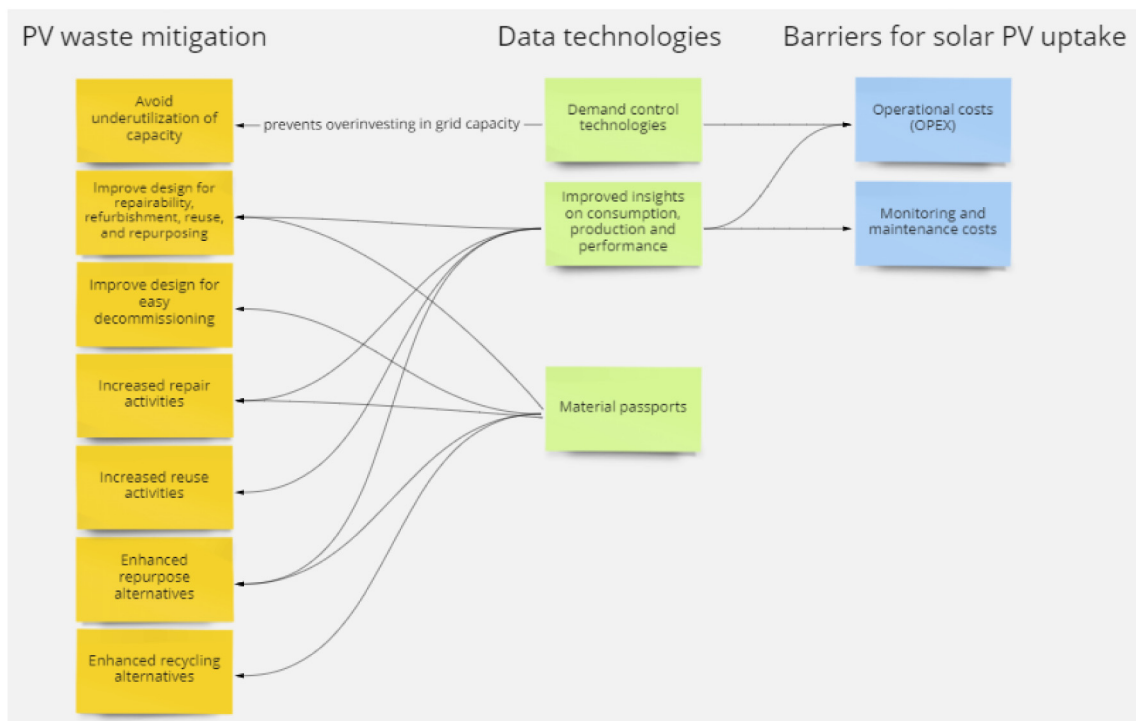 PV waste mitigation
Data technologies
Barriers for solar PV uptake
Avoid
underutilization of
capacity
prevents overinvesting in grid capacity
Demand control
technologies
Operational costs
(OPEX)
Improve design for
repairability,
refurbishment, reuse,
and repurposing
Improved insights
on consumption,
production and
performance
Monitoring and
maintenance costs
Improve design for
easy
decommissioning
Increased repair
activities
Material passports
Increased reuse
activities
Enhanced
repurpose
alternatives
Enhanced recycling
alternatives